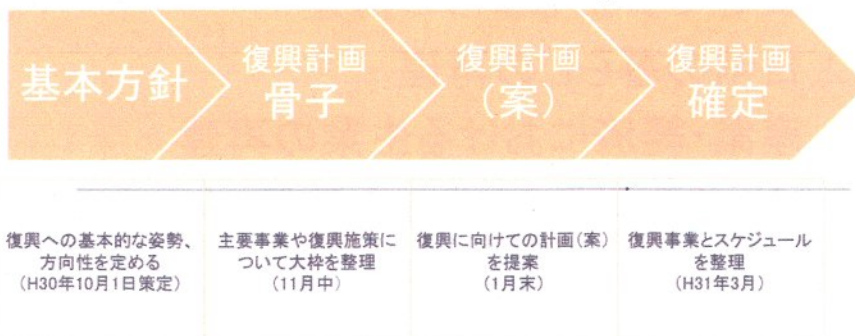 基本方針
復興計画
骨子
復興計画
（案）
復興計画
確定
復興への基本的な姿勢、
方向性を定める
（H30年10月1日策定）
主要事業や復興施策に
ついて大枠を整理
（11月中）
復興に向けての計画（案）
を提案
（1月末）
復興事業とスケジュール
を整理
（H31年3月）